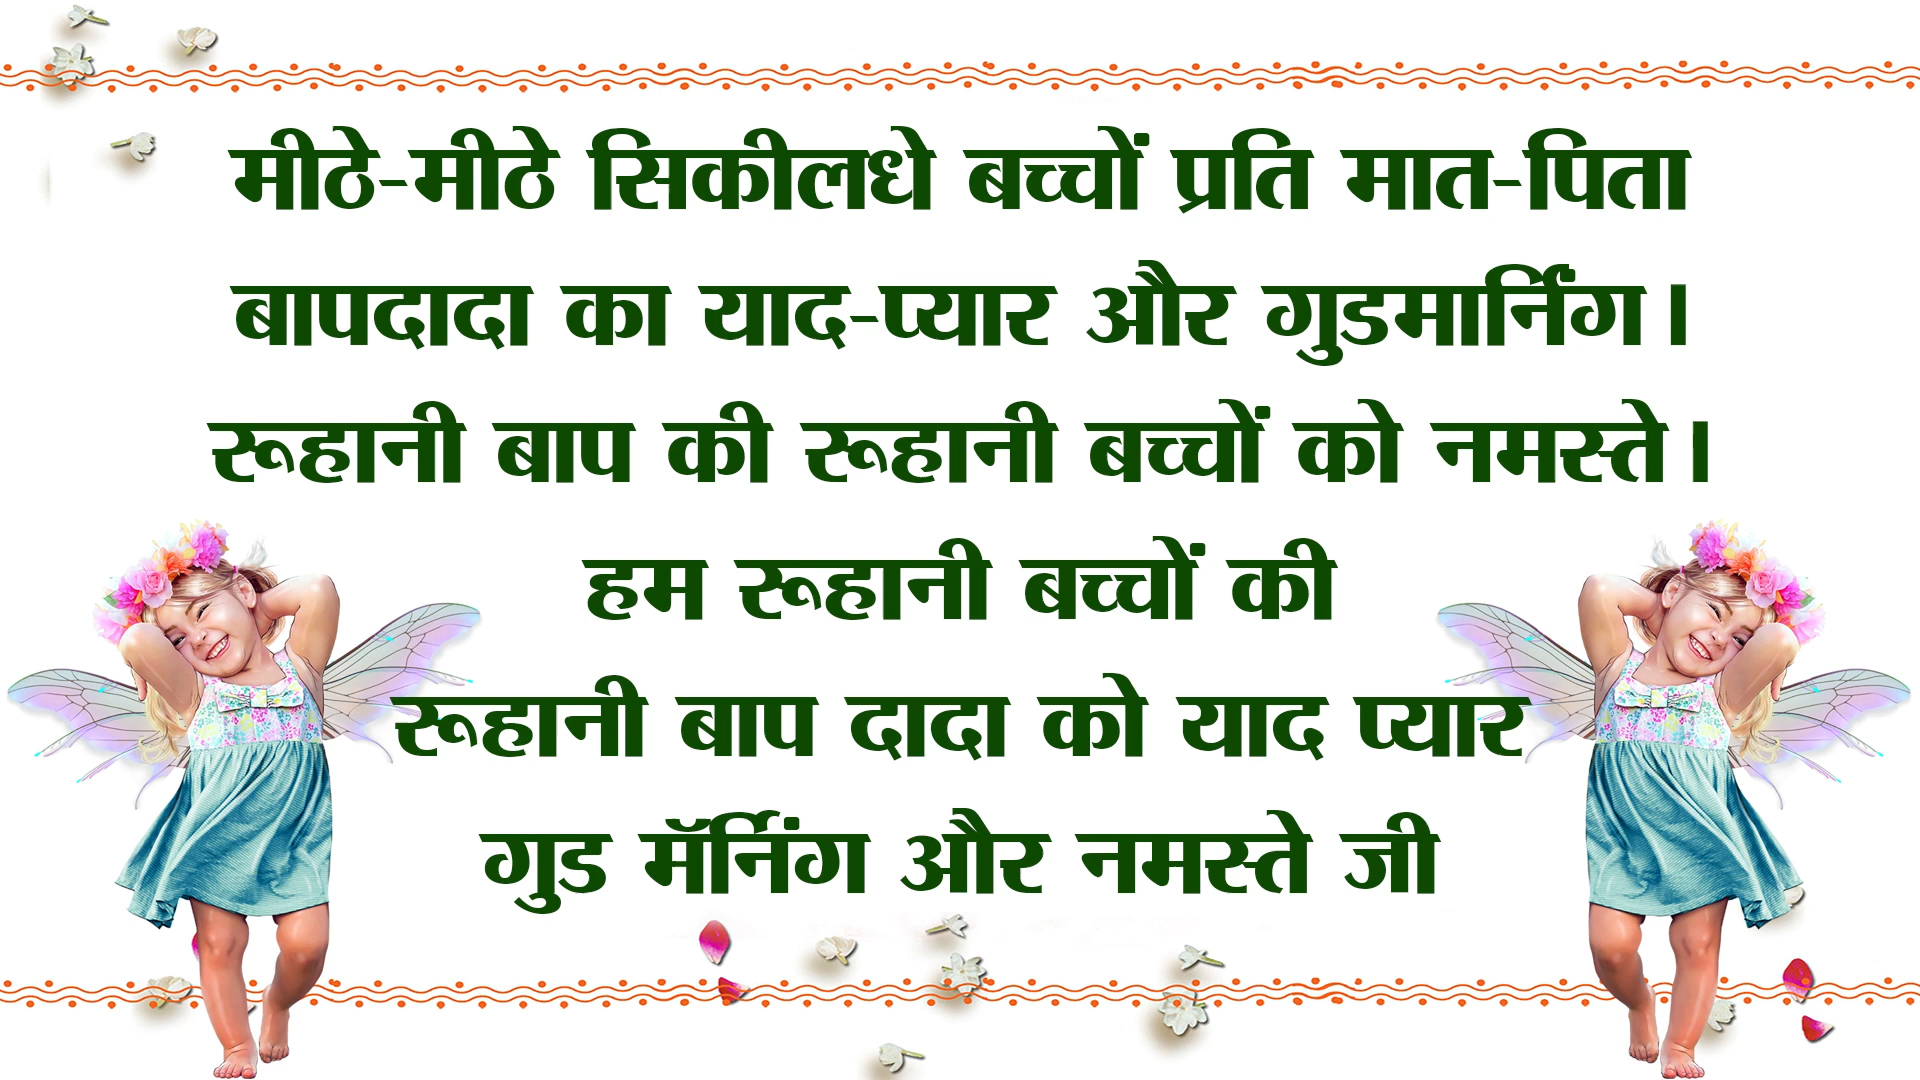 मीठे-मीठे सिकीलधे बच्चों प्रति मात-पिता
बापदादा का याद-प्यार और गुडमार्निंग।
रूहानी बाप की रूहानी बच्चों को नमस्ते।
हम रूहानी बच्चों की
रूहानी बाप दादा को याद प्यार
गुड मॅर्निंग और नमस्ते जी